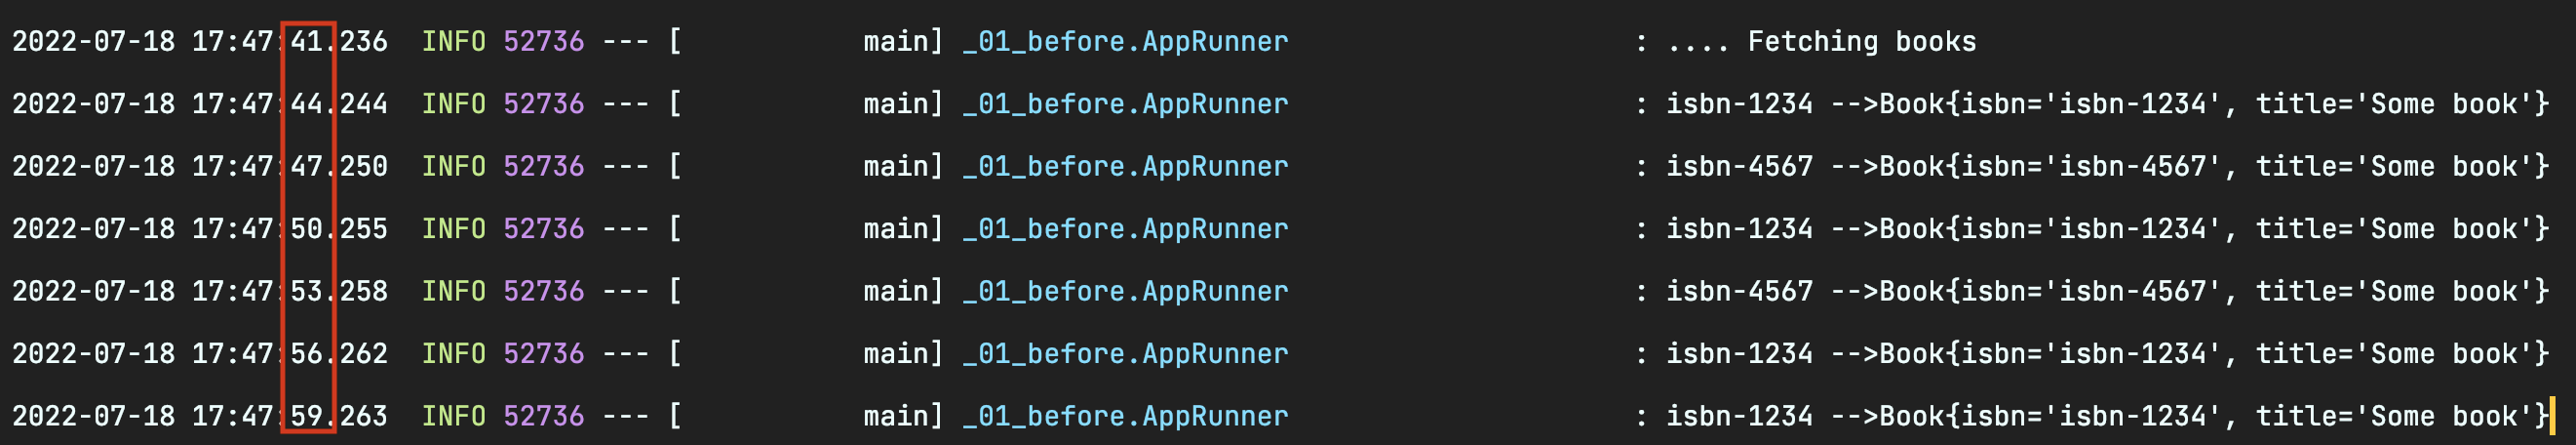 2022-07-18 17:47:41.236  INFO 52736 --- [           main] _01_before.AppRunner                     : .... Fetching books
2022-07-18 17:47:44.244  INFO 52736 --- [           main] _01_before.AppRunner                     : isbn-1234 -->Book{isbn='isbn-1234', title='Some book'}
2022-07-18 17:47:47.250  INFO 52736 --- [           main] _01_before.AppRunner                     : isbn-4567 -->Book{isbn='isbn-4567', title='Some book'}
2022-07-18 17:47:50.255  INFO 52736 --- [           main] _01_before.AppRunner                     : isbn-1234 -->Book{isbn='isbn-1234', title='Some book'}
2022-07-18 17:47:53.258  INFO 52736 --- [           main] _01_before.AppRunner                     : isbn-4567 -->Book{isbn='isbn-4567', title='Some book'}
2022-07-18 17:47:56.262  INFO 52736 --- [           main] _01_before.AppRunner                     : isbn-1234 -->Book{isbn='isbn-1234', title='Some book'}
2022-07-18 17:47:59.263  INFO 52736 --- [           main] _01_before.AppRunner                     : isbn-1234 -->Book{isbn='isbn-1234', title='Some book'}